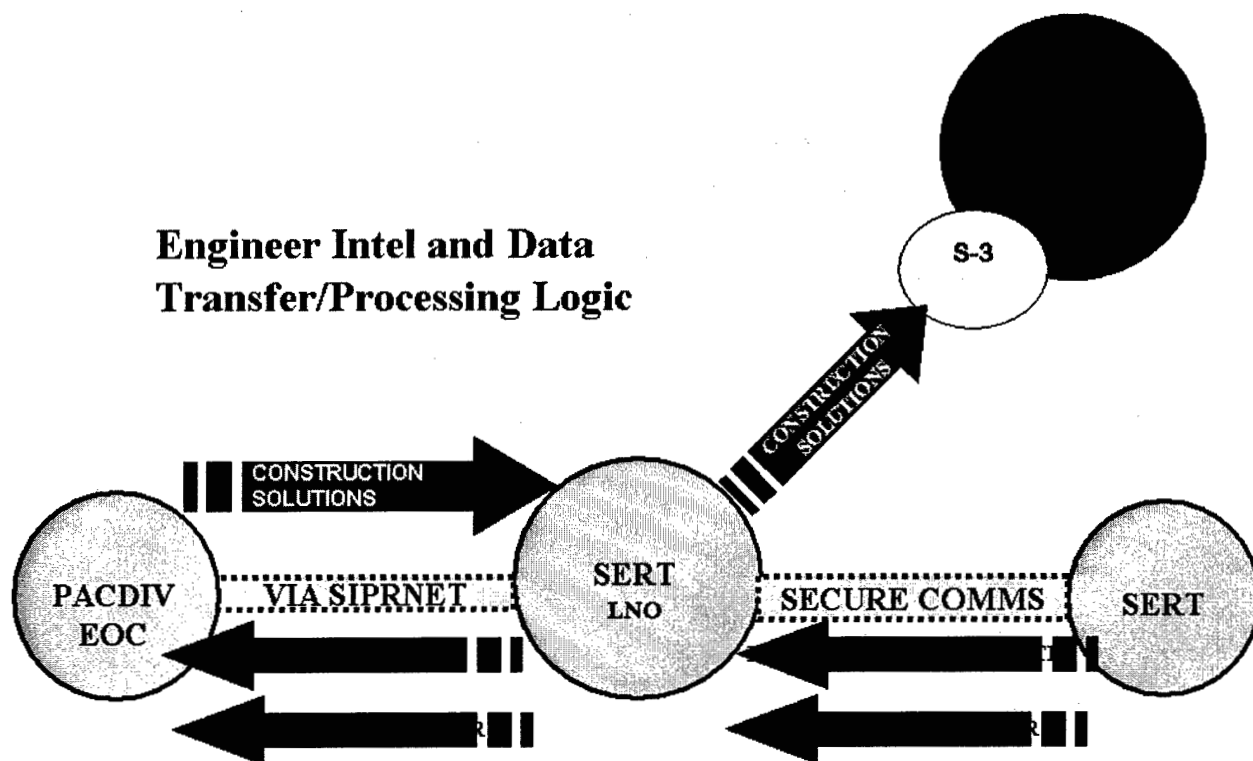 S-3
Engineer Intel and Data
Transfer/Processing Logic
CONSTRUCTION
SOLUTIONS
CONSTRUCTION
SOLUTIONS
PACDIV
EOC
VIA SIPRNET
SERT
LNO
SECURE COMMS
SERT